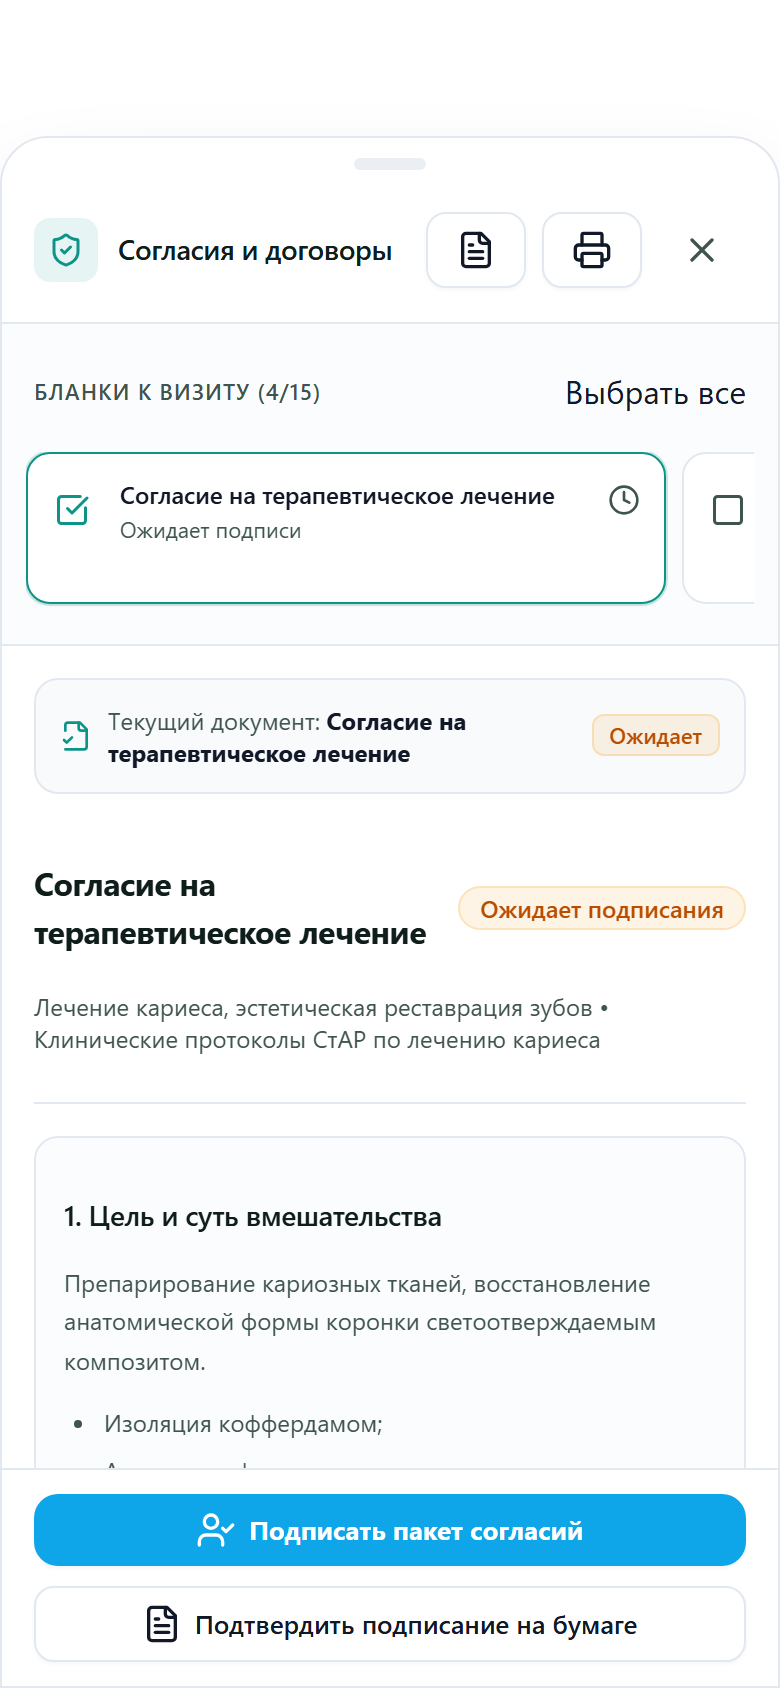 Согласия и договоры
БЛАНКИ К ВИЗИТУ (4/15)
Выбрать все
Согласие на терапевтическое лечение
Ожидает подписи
Текущий документ: Согласие на
терапевтическое лечение
Ожидает
Согласие на
терапевтическое лечение
Ожидает подписания
Лечение кариеса, эстетическая реставрация зубов •
Клинические протоколы СтАР по лечению кариеса
1. Цель и суть вмешательства
Препарирование кариозных тканей, восстановление
анатомической формы коронки светоотверждаемым
композитом.
• Изоляция коффердамом;
Подписать пакет согласий
Подтвердить подписание на бумаге